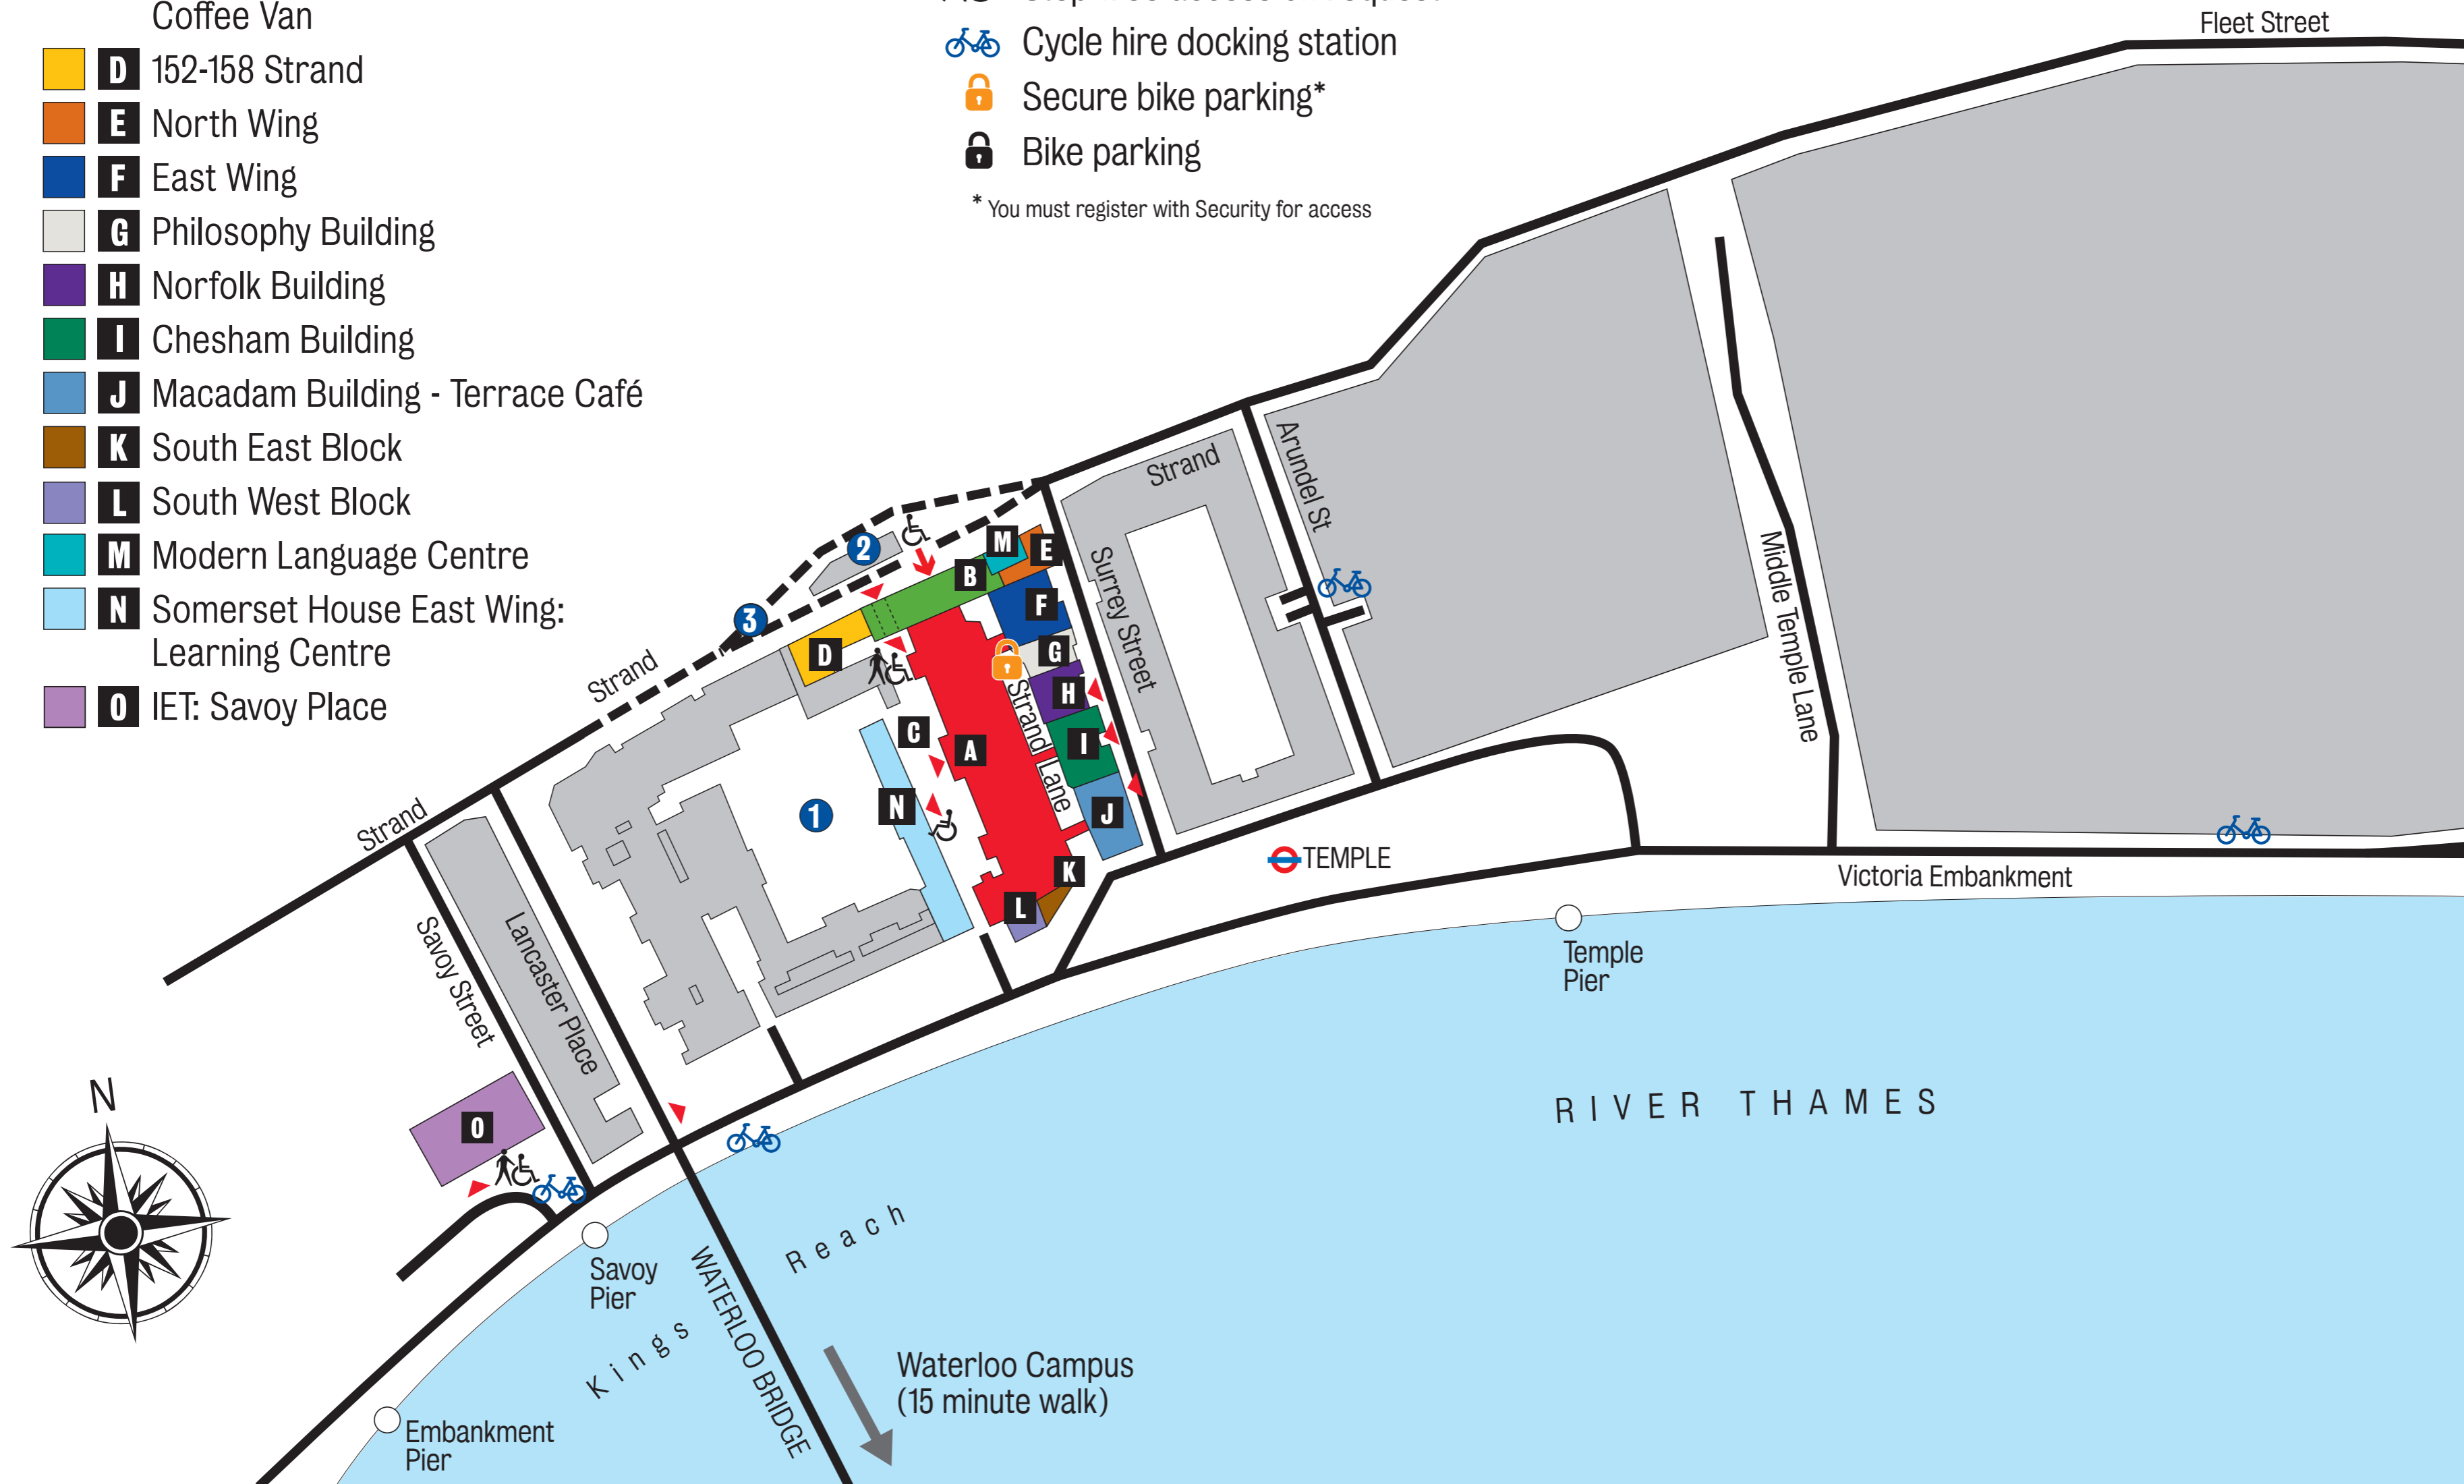 Coffee Van
D 152-158 Strand
E North Wing
F East Wing
G Philosophy Building
H Norfolk Building
I Chesham Building
J Macadam Building - Terrace Café
K South East Block
L South West Block
M Modern Language Centre
N Somerset House East Wing:
Learning Centre
O IET: Savoy Place
Cycle hire docking station
Secure bike parking*
Bike parking
* You must register with Security for access
Fleet Street
Strand
Arundel St
Surrey Street
Middle Temple Lane
2
3
M
E
B
F
D
G
H
Strand Lane
C
A
I
N
J
1
K
L
Strand
Strand
Savoy Street
Lancaster Place
TEMPLE
Victoria Embankment
Temple
Pier
RIVER THAMES
N
O
Savoy
Pier
Kings Reach
WATERLOO BRIDGE
Waterloo Campus
(15 minute walk)
Embankment
Pier